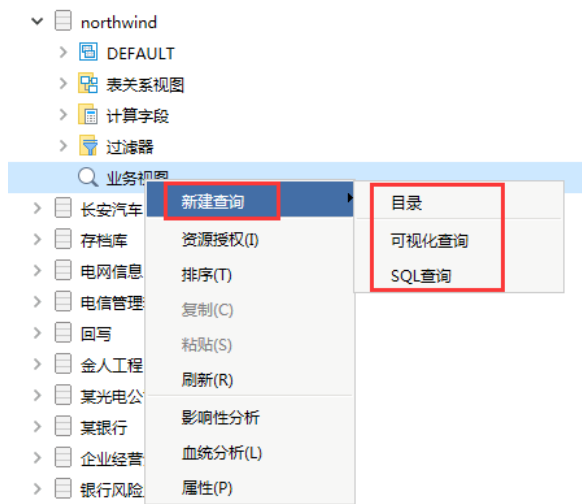 northwind
DEFAULT
表关系视图
计算字段
过滤器
业务视图
新建查询
目录
长安汽车
存档库
资源授权(I)
可视化查询
电网信息
排序(T)
SQL查询
电信管理
复制(C)
回写
粘贴(S)
金人工程
刷新(R)
某光电公
影响性分析
某银行
血统分析(L)
企业经营
属性(P)
银行风险